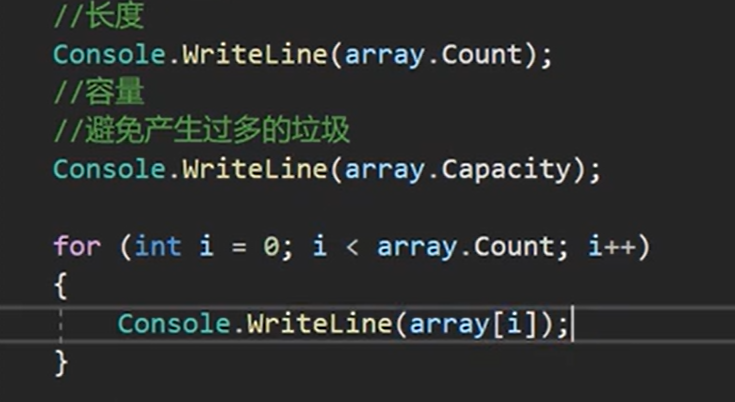 //长度
Console.WriteLine(array.Count);
//容量
//避免产生过多的垃圾
Console.WriteLine(array.Capacity);
for (int i = 0; i < array.Count; i++)
{
Console.WriteLine(array[i]);
}